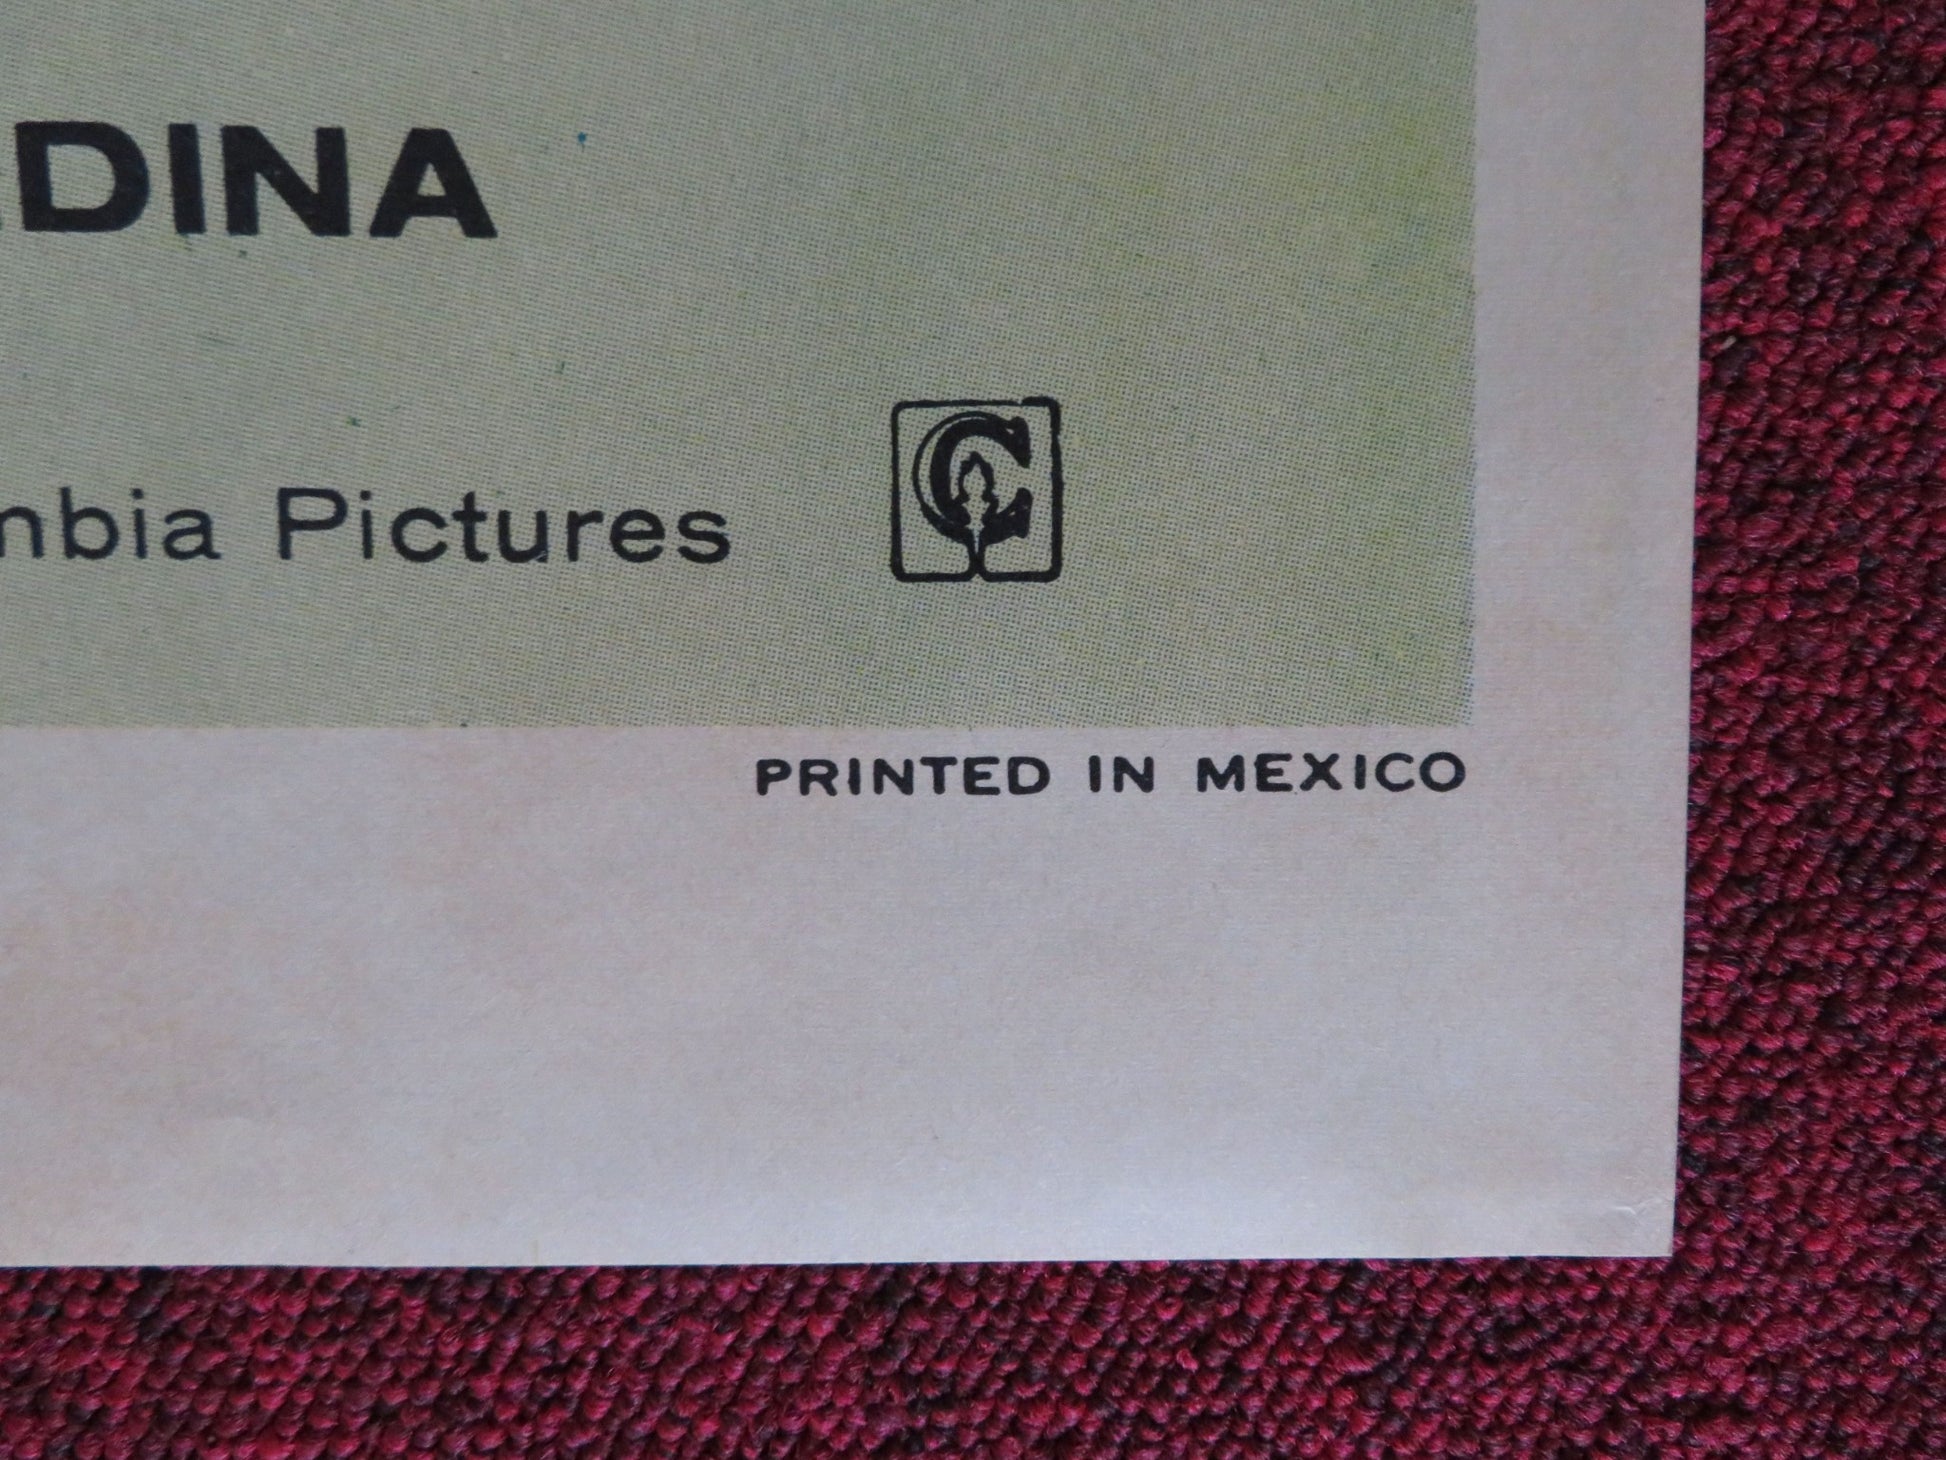 DINA
mbia Pictures
C
PRINTED IN MEXICO